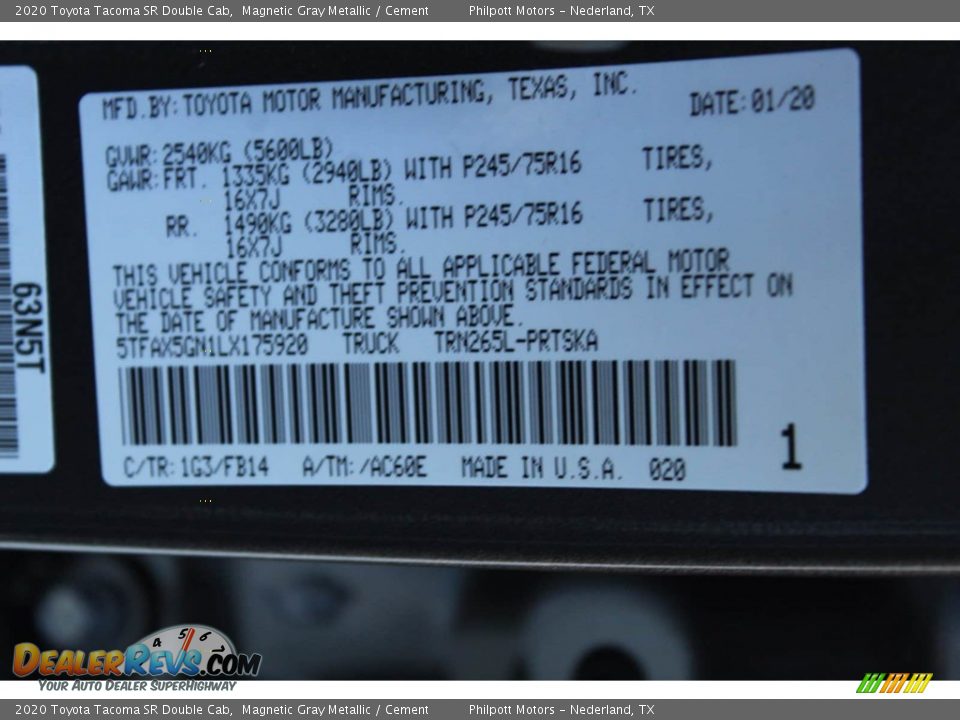 2020 Toyota Tacoma SR Double Cab, Magnetic Gray Metallic / Cement Philpott Motors – Nederland, TX
MFD.BY:TOYOTA MOTOR MANUFACTURING, TEXAS, INC. DATE:01/20
GVWR:2540KG (5600LB)
GAWR:FRT. 1335KG (2940LB) WITH P245/75R16 TIRES,
16X7J RIMS.
RR. 1490KG (3280LB) WITH P245/75R16 TIRES,
16X7J RIMS.
THIS VEHICLE CONFORMS TO ALL APPLICABLE FEDERAL MOTOR
VEHICLE SAFETY AND THEFT PREVENTION STANDARDS IN EFFECT ON
THE DATE OF MANUFACTURE SHOWN ABOVE.
5TFAX5GN1LX175920 TRUCK TRN265L-PRTSKA
C/TR:1G3/FB14 A/TM:/AC60E MADE IN U.S.A. 020
1
63N5T
4 5 6
DEALERREVS.COM
YOUR AUTO DEALER SUPERHIGHWAY
2020 Toyota Tacoma SR Double Cab, Magnetic Gray Metallic / Cement Philpott Motors – Nederland, TX